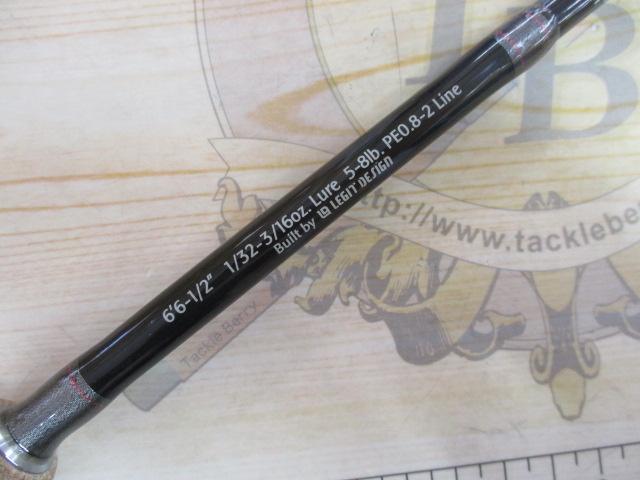 6'6-1/2" 1/32-3/16oz. Lure 5-8lb. PE0.8-2 Line
Built by LEGIT DESIGN
http://www.tackleber
Tackle Berry
B